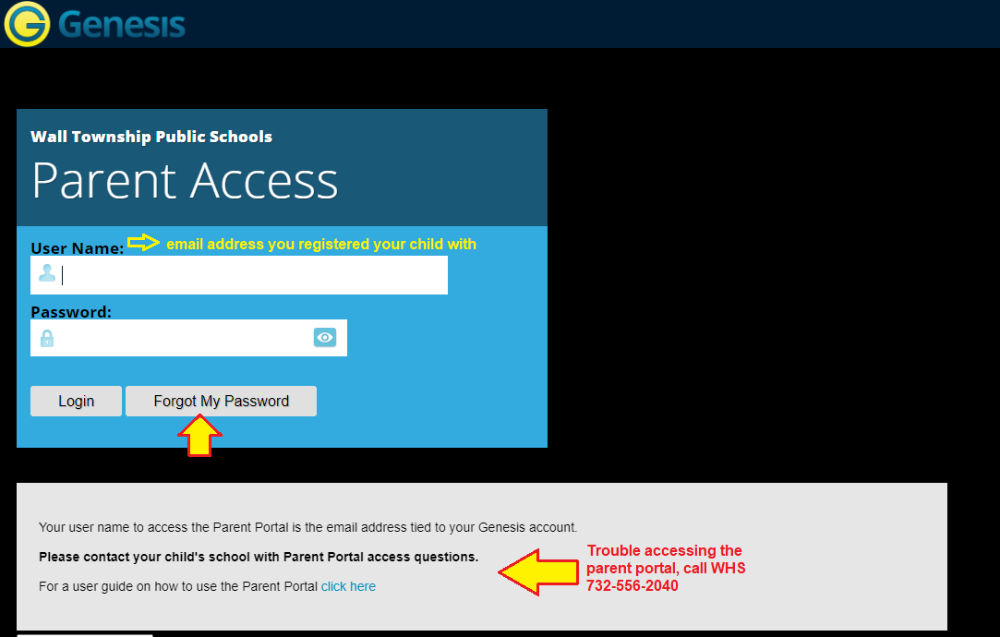 Genesis
Wall Township Public Schools
Parent Access
User Name: email address you registered your child with
Password:
Login Forgot My Password
Your user name to access the Parent Portal is the email address tied to your Genesis account.
Please contact your child's school with Parent Portal access questions.
For a user guide on how to use the Parent Portal click here
Trouble accessing the
parent portal, call WHS
732-556-2040